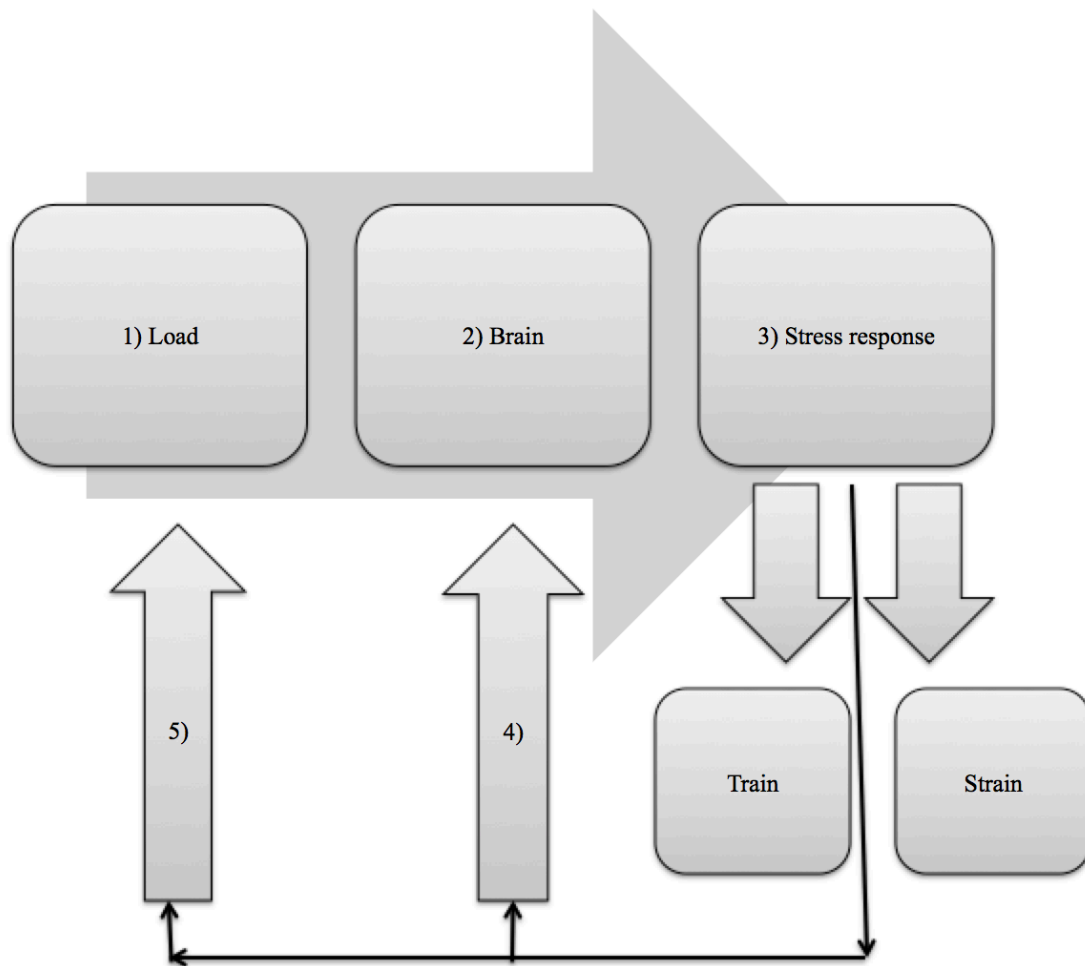 1) Load
2) Brain
3) Stress response
5)
4)
Train
Strain